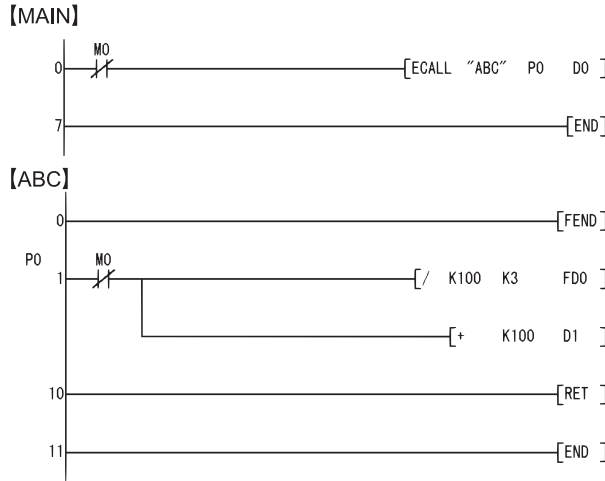 【MAIN】
M0
0 [ECALL "ABC" P0 D0 ]
7 [END]
【ABC】
0 [FEND]
P0 M0
1 [/ K100 K3 FD0 ]
[+ K100 D1 ]
10 [RET ]
11 [END ]